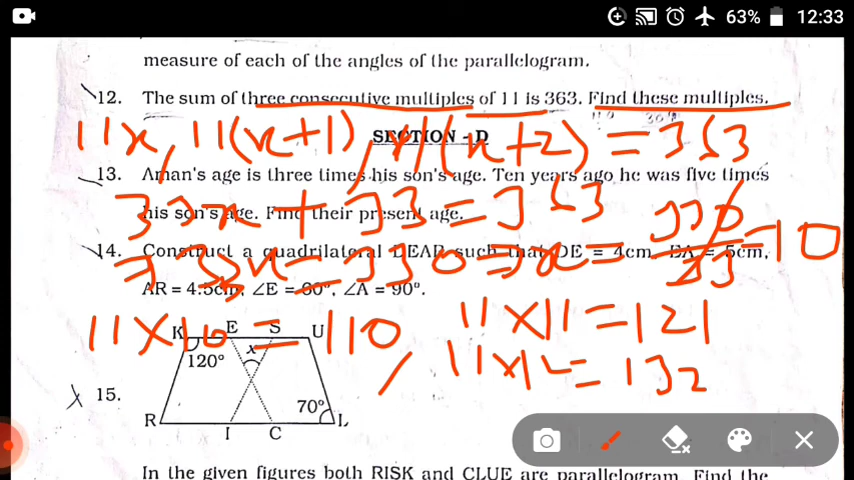 63% 12:33
measure of each of the angles of the parallelogram.
12. The sum of three consecutive multiples of 11 is 363. Find these multiples.
11x, 11(x+1), 11(x+2) = 363
SECTION - D
13. Aman's age is three times his son's age. Ten years ago he was five times
33x + 33 = 363
his son's age. Find their present age.
14. Construct a quadrilateral DEAR such that DE = 4cm, EA = 5cm,
⇒ 33x = 330 ⇒ x = 330/33 = 10
AR = 4.5cm, ∠E = 60°, ∠A = 90°.
11×10 = 110, 11×11 = 121
11×12 = 132
K E S U
120° x
15. 70°
R I C L
In the given figures both RISK and CLUE are parallelogram. Find the